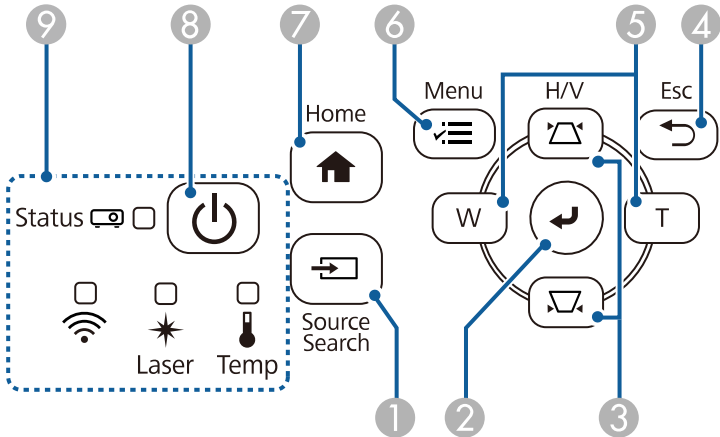 9 8 7 6 5 4
Menu H/V Esc
Home
W T
Status
Source
Search
Laser Temp
1 2 3